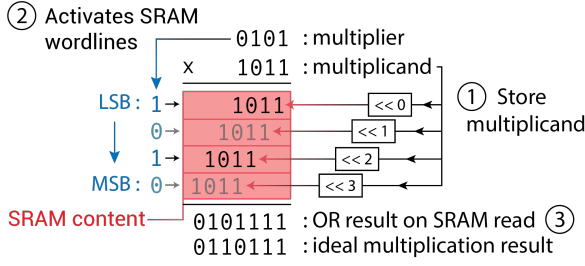 ② Activates SRAM
wordlines
0101 : multiplier
x 1011 : multiplicand
LSB : 1 1011 << 0
0 1011 << 1
1 1011 << 2
MSB : 0 1011 << 3
① Store
multiplicand
SRAM content
0101111 : OR result on SRAM read ③
0110111 : ideal multiplication result